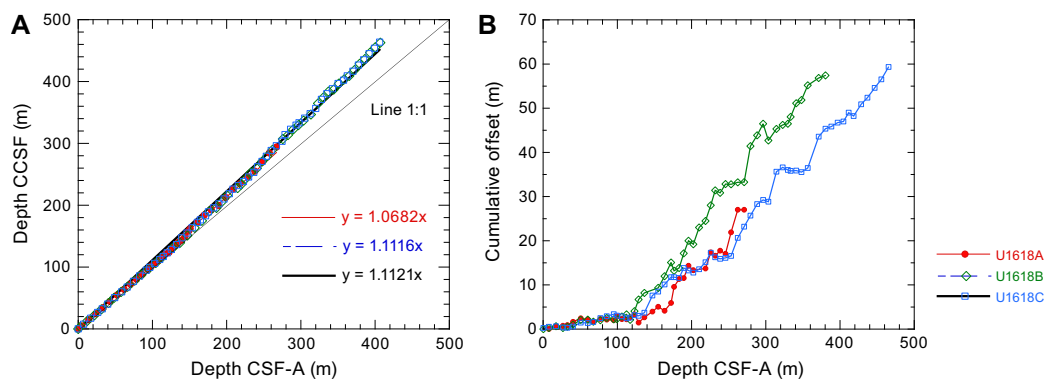 A
B
500
400
300
200
100
0
Depth CCSF (m)
Line 1:1
y = 1.0682x
y = 1.1116x
y = 1.1121x
0 100 200 300 400 500
Depth CSF-A (m)
70
60
50
40
30
20
10
0
Cumulative offset (m)
0 100 200 300 400 500
Depth CSF-A (m)
U1618A
U1618B
U1618C